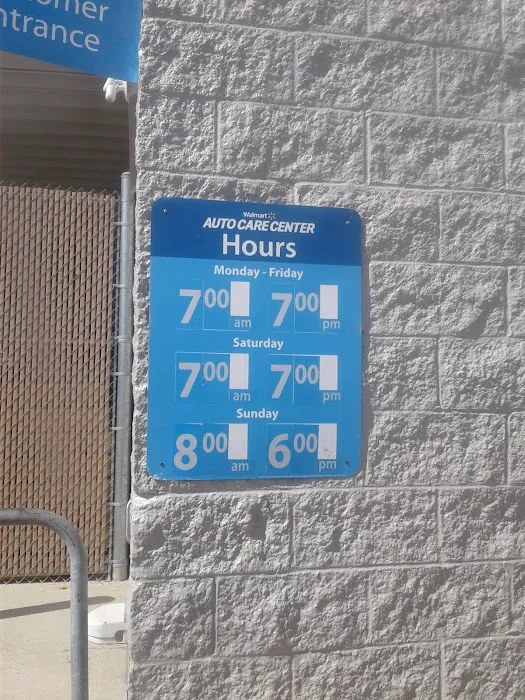 omer
ntrance
Walmart
AUTO CARE CENTER
Hours
Monday - Friday
7 00 am 7 00 pm
Saturday
7 00 am 7 00 pm
Sunday
8 00 am 6 00 pm